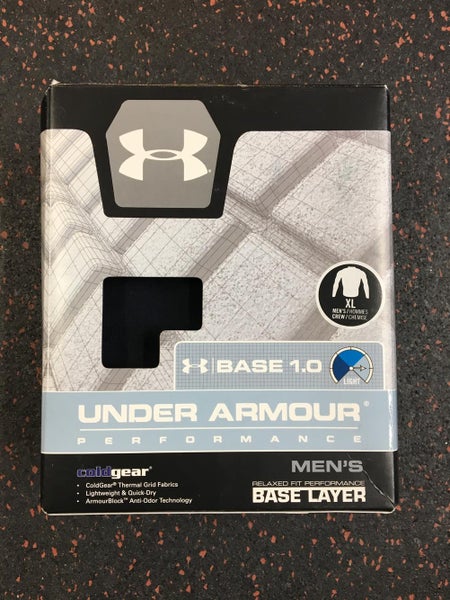 XL
MEN'S/HOMMES
CREW/CHEMISE
BASE 1.0
LIGHT
UNDER ARMOUR®
PERFORMANCE
coldgear®
MEN'S
• ColdGear® Thermal Grid Fabrics
• Lightweight & Quick-Dry
• ArmourBlock™ Anti-Odor Technology
RELAXED FIT PERFORMANCE
BASE LAYER